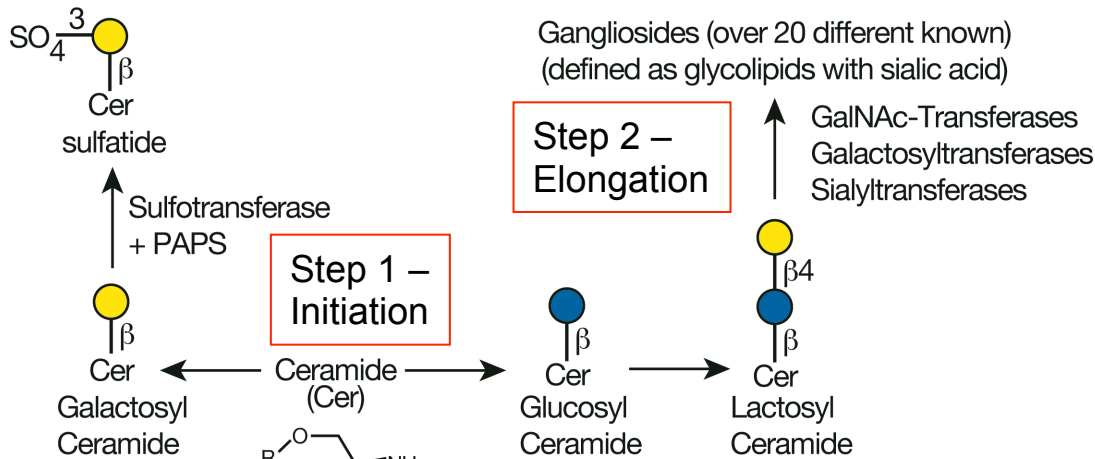 SO4 3
β
Cer
sulfatide
Sulfotransferase
+ PAPS
β
Cer
Galactosyl
Ceramide
Step 1 –
Initiation
Ceramide
(Cer)
R
O
NH
Gangliosides (over 20 different known)
(defined as glycolipids with sialic acid)
Step 2 –
Elongation
GalNAc-Transferases
Galactosyltransferases
Sialyltransferases
β
Cer
Glucosyl
Ceramide
β4
β
Cer
Lactosyl
Ceramide